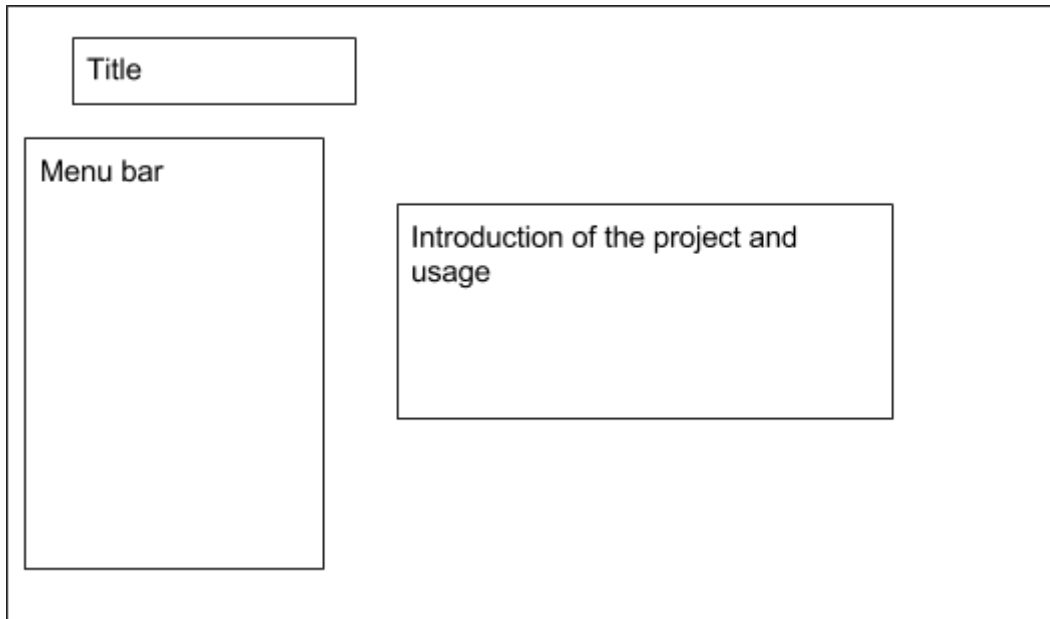 Title
Menu bar
Introduction of the project and
usage